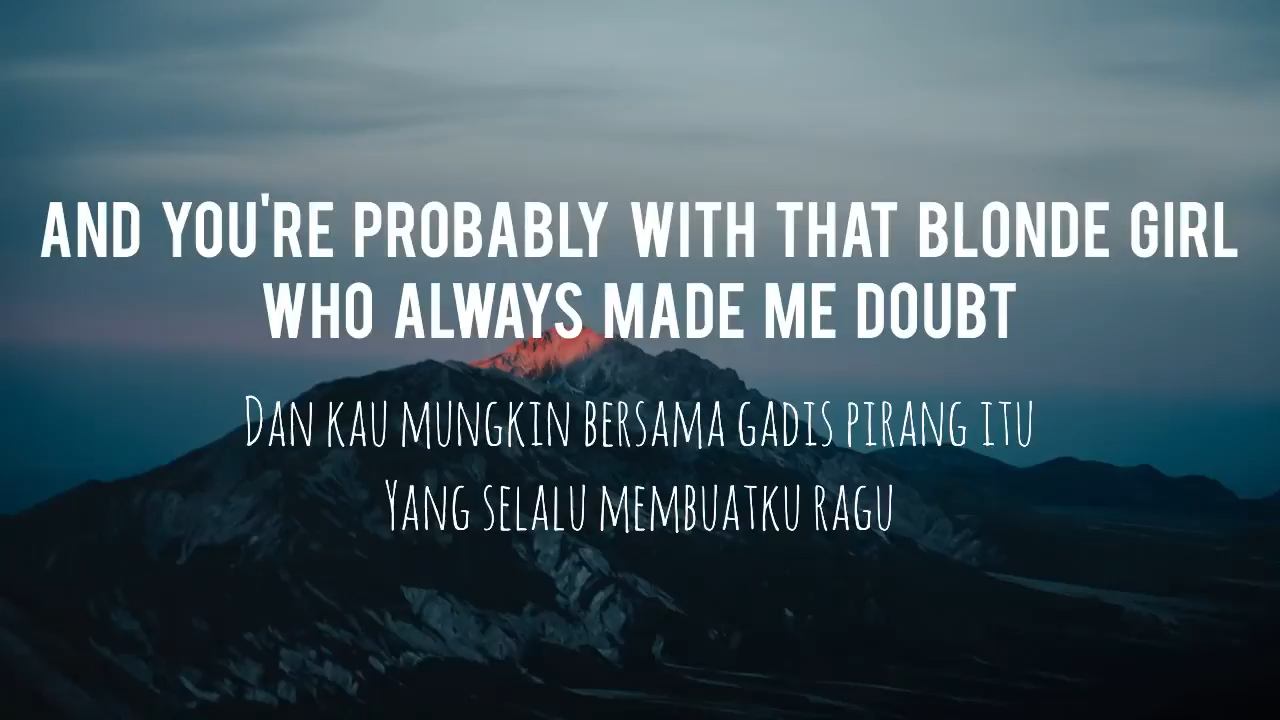 AND YOU'RE PROBABLY WITH THAT BLONDE GIRL
WHO ALWAYS MADE ME DOUBT
DAN KAU MUNGKIN BERSAMA GADIS PIRANG ITU
YANG SELALU MEMBUATKU RAGU